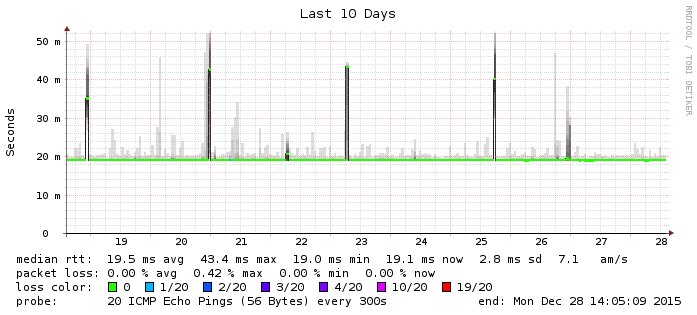 Last 10 Days
RRDTOOL / TOBI OETIKER
Seconds
50 m
40 m
30 m
20 m
10 m
0
19 20 21 22 23 24 25 26 27 28
median rtt: 19.5 ms avg 43.4 ms max 19.0 ms min 19.1 ms now 2.8 ms sd 7.1 am/s
packet loss: 0.00 % avg 0.42 % max 0.00 % min 0.00 % now
loss color: 0 1/20 2/20 3/20 4/20 10/20 19/20
probe: 20 ICMP Echo Pings (56 Bytes) every 300s end: Mon Dec 28 14:05:09 2015